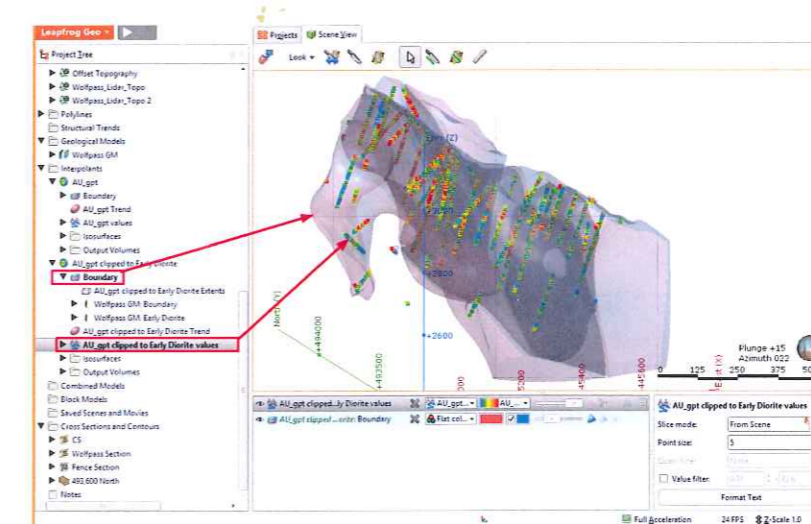 Leapfrog Geo
Projects
Scene View
Project Tree
Look
Offset Topography
Wolfpass_Lidar_Topo
Wolfpass_Lidar_Topo 2
Polylines
Structural Trends
Geological Models
Wolfpass GM
Interpolants
AU_gpt
Boundary
AU_gpt Trend
AU_gpt values
Isosurfaces
Output Volumes
AU_gpt clipped to Early Diorite
Boundary
AU_gpt clipped to Early Diorite Extents
Wolfpass GM: Boundary
Wolfpass GM: Early Diorite
AU_gpt clipped to Early Diorite Trend
AU_gpt clipped to Early Diorite values
Isosurfaces
Output Volumes
Combined Models
Block Models
Saved Scenes and Movies
Cross Sections and Contours
CS
Wolfpass Section
Fence Section
493,600 North
Notes
(Z)
+2800
+2600
North (Y)
+494000
+493500
East (X)
Plunge +15
Azimuth 022
0 125 250 375
AU_gpt clipped...ly Diorite values
AU_gpt...
AU_...
AU_gpt clipped ...orite: Boundary
Flat col...
AU_gpt clipped to Early Diorite values
Slice mode:
From Scene
Point size:
5
Value filter:
Format Text
Full Acceleration
24 FPS
Z-Scale 1.0